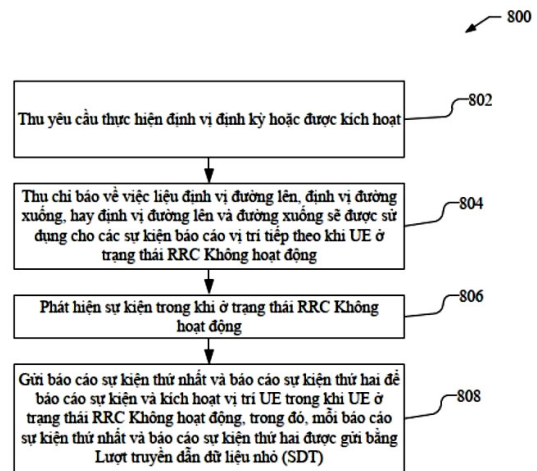 800
Thu yêu cầu thực hiện định vị định kỳ hoặc được kích hoạt
802
Thu chỉ báo về việc liệu định vị đường lên, định vị đường
xuống, hay định vị đường lên và đường xuống sẽ được sử
dụng cho các sự kiện báo cáo vị trí tiếp theo khi UE ở
trạng thái RRC Không hoạt động
804
Phát hiện sự kiện trong khi ở trạng thái RRC Không
hoạt động
806
Gửi báo cáo sự kiện thứ nhất và báo cáo sự kiện thứ hai để
báo cáo sự kiện và kích hoạt vị trí UE trong khi UE ở
trạng thái RRC Không hoạt động, trong đó, mỗi báo cáo
sự kiện thứ nhất và báo cáo sự kiện thứ hai được gửi bằng
Lượt truyền dẫn dữ liệu nhỏ (SDT)
808